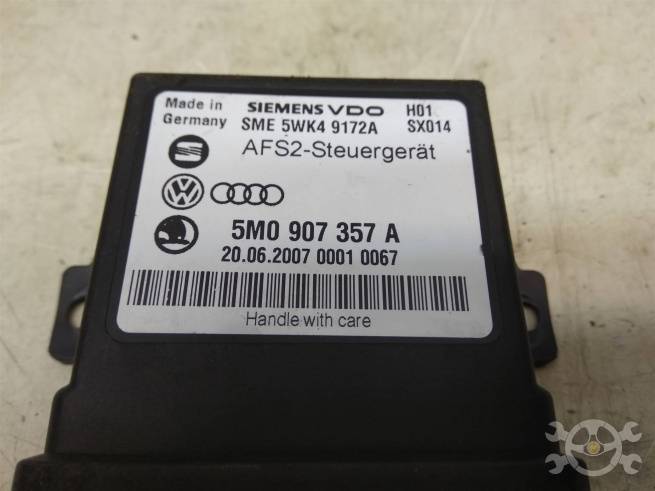 Made in
Germany
SIEMENS VDO H01
SME 5WK4 9172A SX014
AFS2-Steuergerät
5M0 907 357 A
20.06.2007 0001 0067
Handle with care